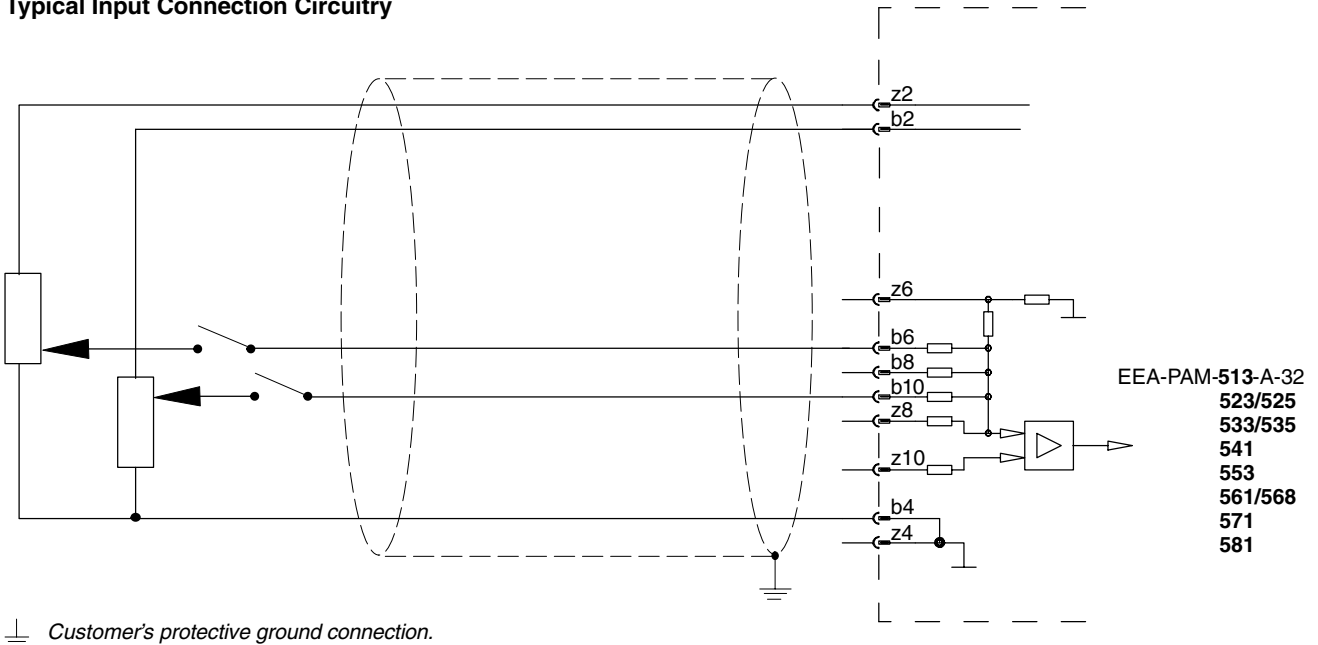 Typical Input Connection Circuitry
z2
b2
z6
b6
b8
b10
z8
z10
b4
z4
EEA-PAM-513-A-32
523/525
533/535
541
553
561/568
571
581
Customer's protective ground connection.